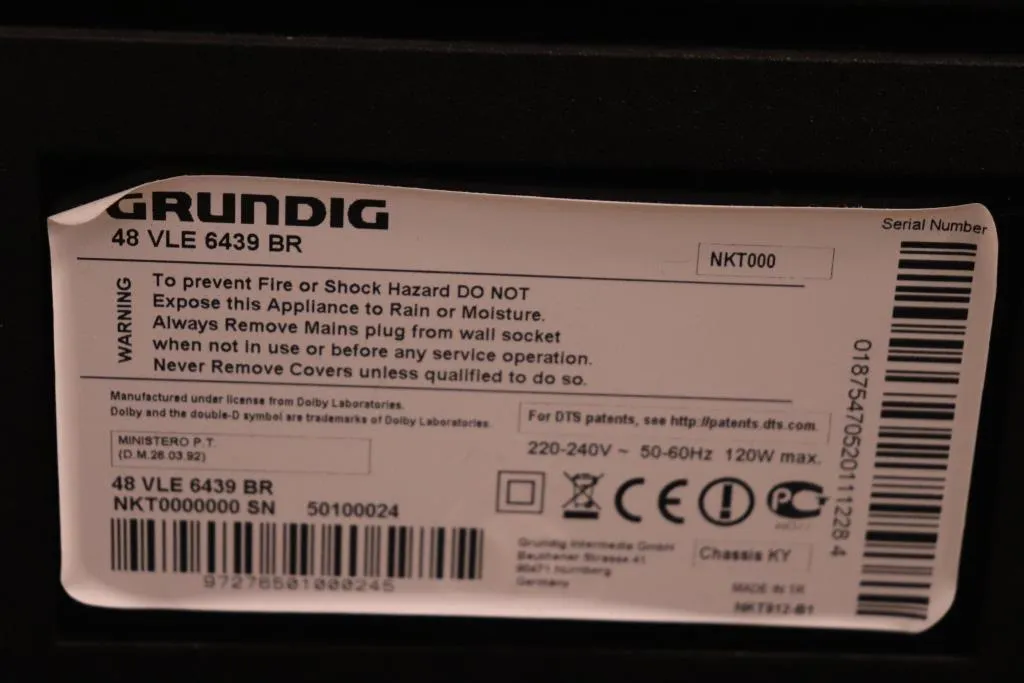 GRUNDIG
48 VLE 6439 BR
NKT000
Serial Number
WARNING
To prevent Fire or Shock Hazard DO NOT
Expose this Appliance to Rain or Moisture.
Always Remove Mains plug from wall socket
when not in use or before any service operation.
Never Remove Covers unless qualified to do so.
Manufactured under license from Dolby Laboratories.
Dolby and the double-D symbol are trademarks of Dolby Laboratories.
For DTS patents, see http://patents.dts.com.
MINISTERO P.T.
(D.M.26.03.92)
220-240V ~ 50-60Hz 120W max.
48 VLE 6439 BR
NKT0000000 SN 50100024
CE
Grundig Intermedia GmbH
Beuthener Strasse 41
90471 Nürnberg
Germany
Chassis KY
MADE IN
NKT912-B1